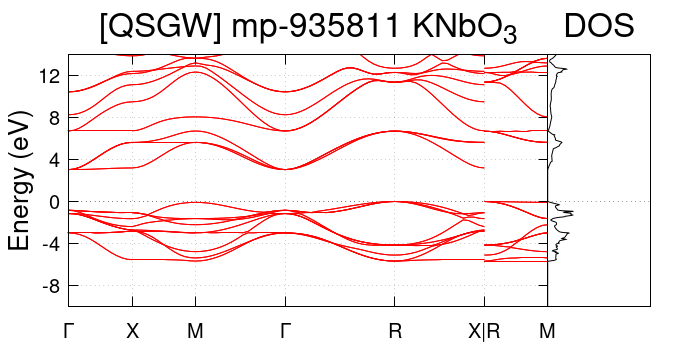 [QSGW] mp-935811 KNbO3 DOS
Energy (eV)
12
8
4
0
-4
-8
Γ X M Γ R X|R M